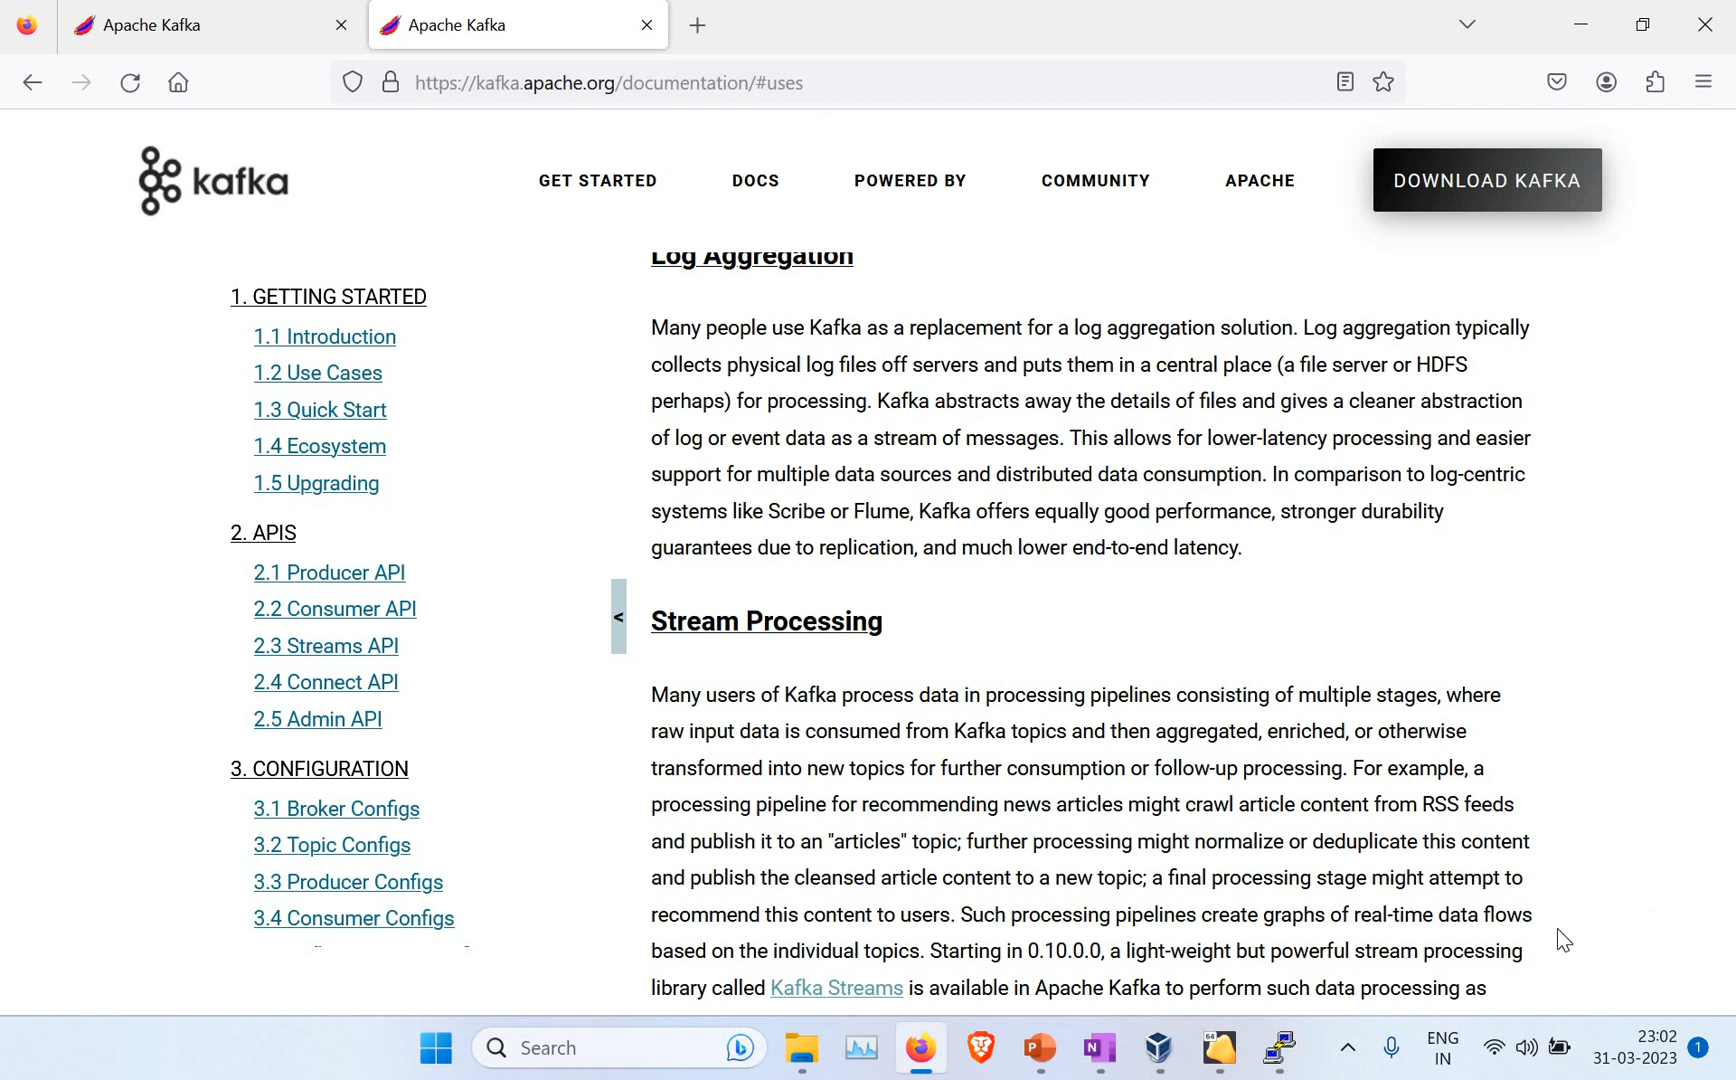 Apache Kafka
Apache Kafka
https://kafka.apache.org/documentation/#uses
kafka
GET STARTED
DOCS
POWERED BY
COMMUNITY
APACHE
DOWNLOAD KAFKA
1. GETTING STARTED
1.1 Introduction
1.2 Use Cases
1.3 Quick Start
1.4 Ecosystem
1.5 Upgrading
2. APIS
2.1 Producer API
2.2 Consumer API
2.3 Streams API
2.4 Connect API
2.5 Admin API
3. CONFIGURATION
3.1 Broker Configs
3.2 Topic Configs
3.3 Producer Configs
3.4 Consumer Configs
<
Log Aggregation
Many people use Kafka as a replacement for a log aggregation solution. Log aggregation typically
collects physical log files off servers and puts them in a central place (a file server or HDFS
perhaps) for processing. Kafka abstracts away the details of files and gives a cleaner abstraction
of log or event data as a stream of messages. This allows for lower-latency processing and easier
support for multiple data sources and distributed data consumption. In comparison to log-centric
systems like Scribe or Flume, Kafka offers equally good performance, stronger durability
guarantees due to replication, and much lower end-to-end latency.
Stream Processing
Many users of Kafka process data in processing pipelines consisting of multiple stages, where
raw input data is consumed from Kafka topics and then aggregated, enriched, or otherwise
transformed into new topics for further consumption or follow-up processing. For example, a
processing pipeline for recommending news articles might crawl article content from RSS feeds
and publish it to an "articles" topic; further processing might normalize or deduplicate this content
and publish the cleansed article content to a new topic; a final processing stage might attempt to
recommend this content to users. Such processing pipelines create graphs of real-time data flows
based on the individual topics. Starting in 0.10.0.0, a light-weight but powerful stream processing
library called Kafka Streams is available in Apache Kafka to perform such data processing as
Search
64
ENG
IN
23:02
31-03-2023
1